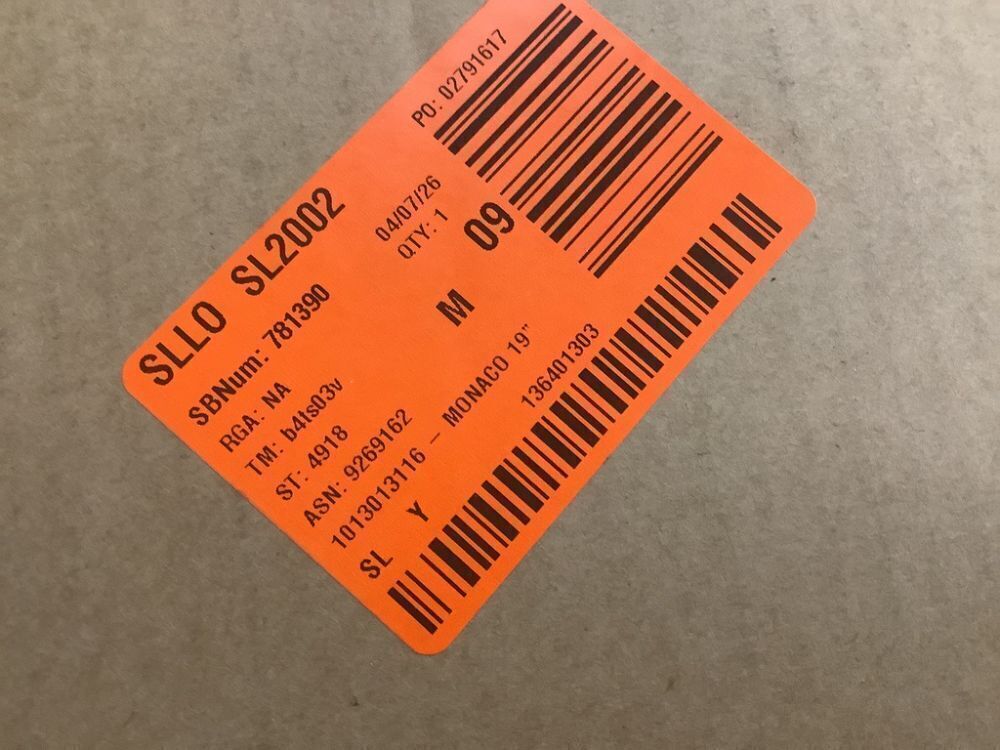 SLLO SL2002
SBNum: 781390
PO: 02791617
RGA: NA
04/07/26
TM: b4ts03v
QTY: 1
ST: 4918
M
09
ASN: 9269162
1013013116 – MONACO 19"
SL Y
136401303